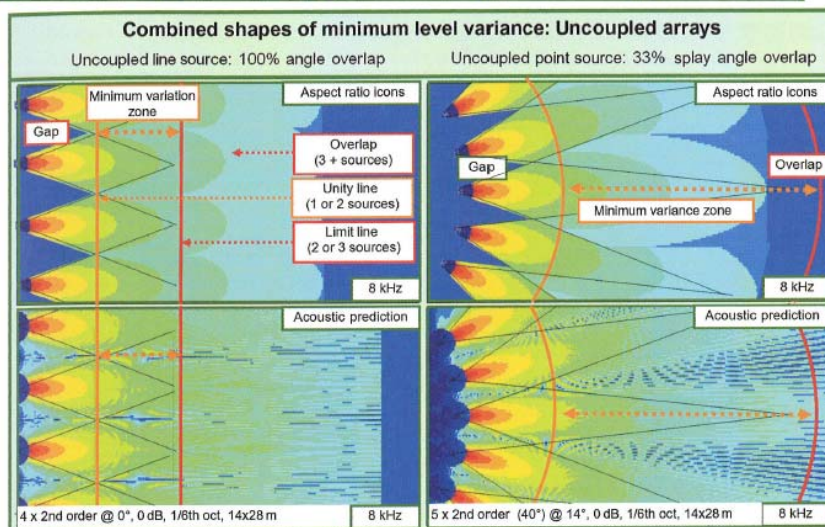 Combined shapes of minimum level variance: Uncoupled arrays
Uncoupled line source: 100% angle overlap
Uncoupled point source: 33% splay angle overlap
Minimum variation
zone
Aspect ratio icons
Gap
Overlap
(3 + sources)
Unity line
(1 or 2 sources)
Limit line
(2 or 3 sources)
8 kHz
Aspect ratio icons
Gap
Overlap
Minimum variance zone
8 kHz
Acoustic prediction
4 x 2nd order @ 0°, 0 dB, 1/6th oct, 14x28 m
8 kHz
Acoustic prediction
5 x 2nd order (40°) @ 14°, 0 dB, 1/6th oct, 14x28 m
8 kHz